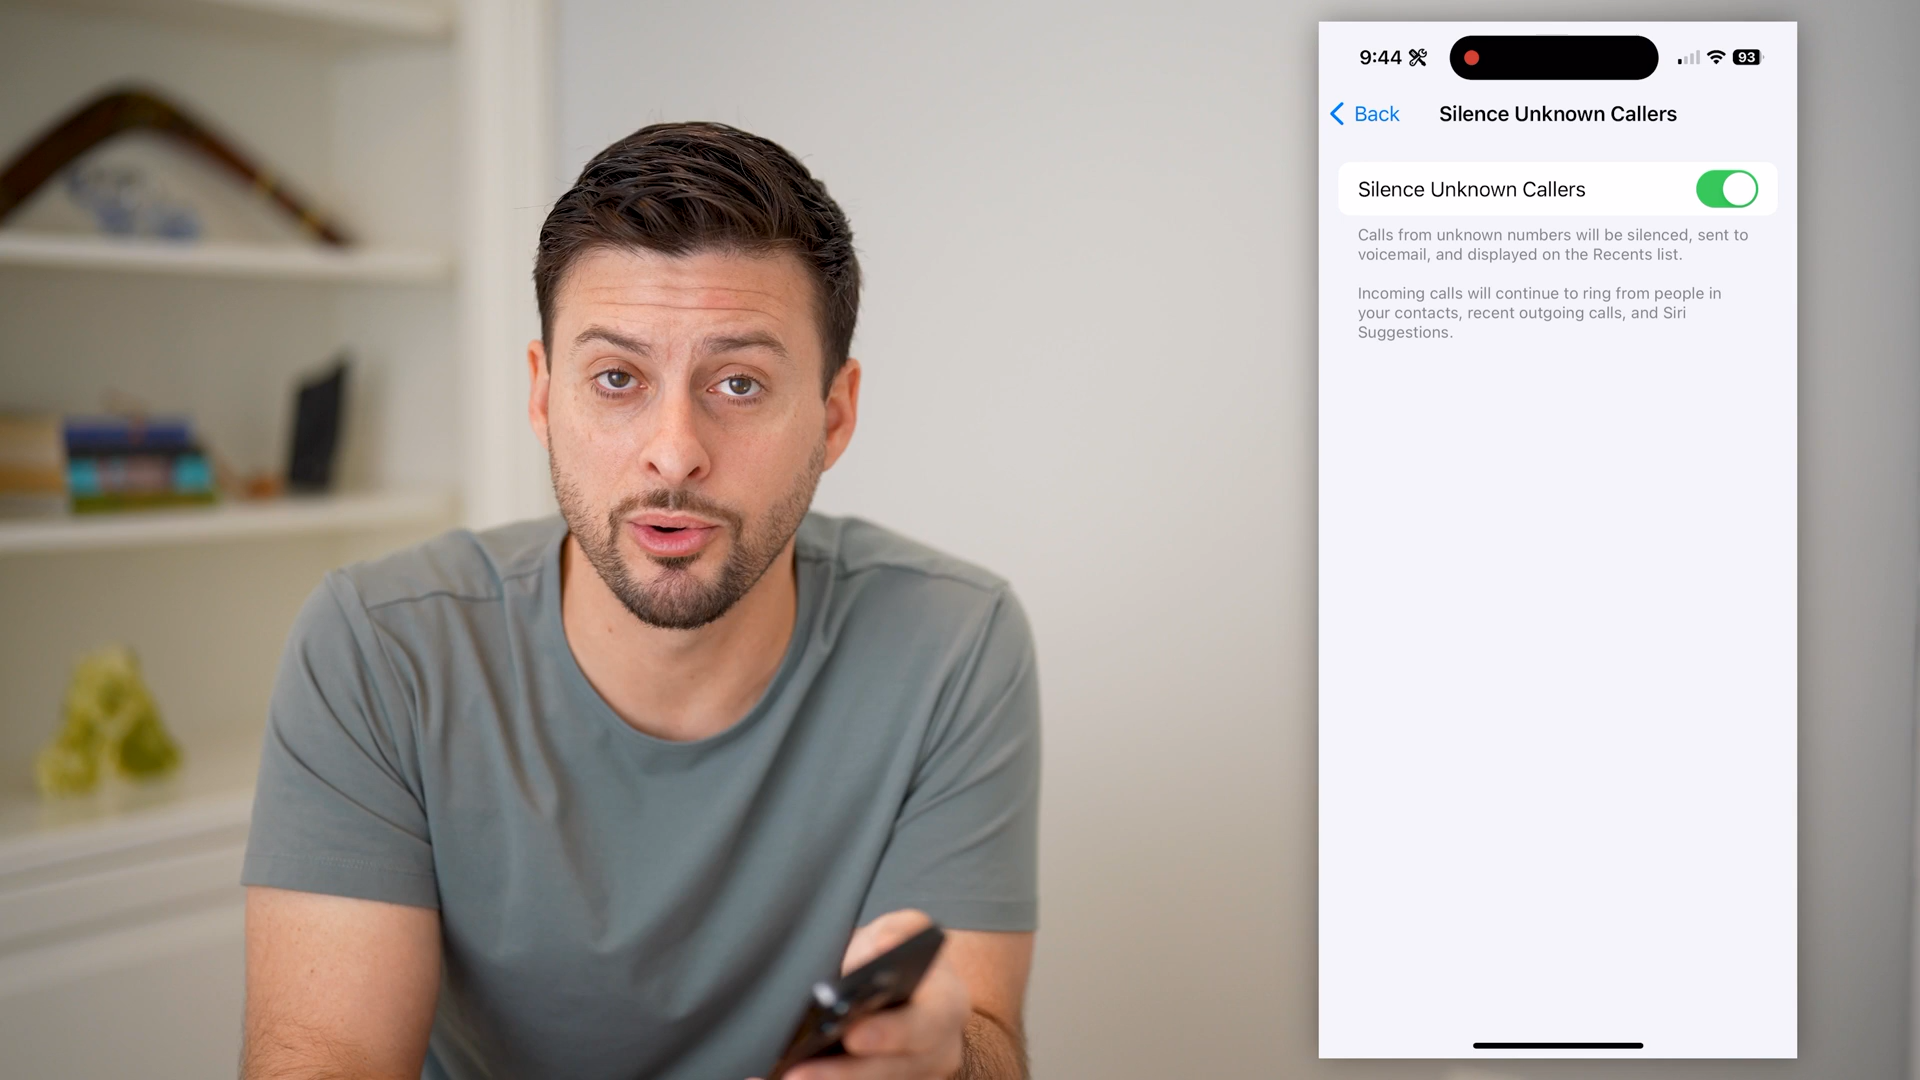 9:44
93
Back
Silence Unknown Callers
Silence Unknown Callers
Calls from unknown numbers will be silenced, sent to
voicemail, and displayed on the Recents list.
Incoming calls will continue to ring from people in
your contacts, recent outgoing calls, and Siri
Suggestions.